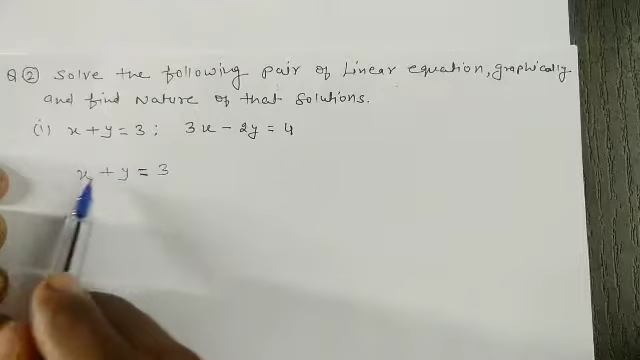 Q ② Solve the following pair of Linear equation, graphically
and find Nature of that Solutions.
(i) x + y = 3 ; 3x - 2y = 4
x + y = 3